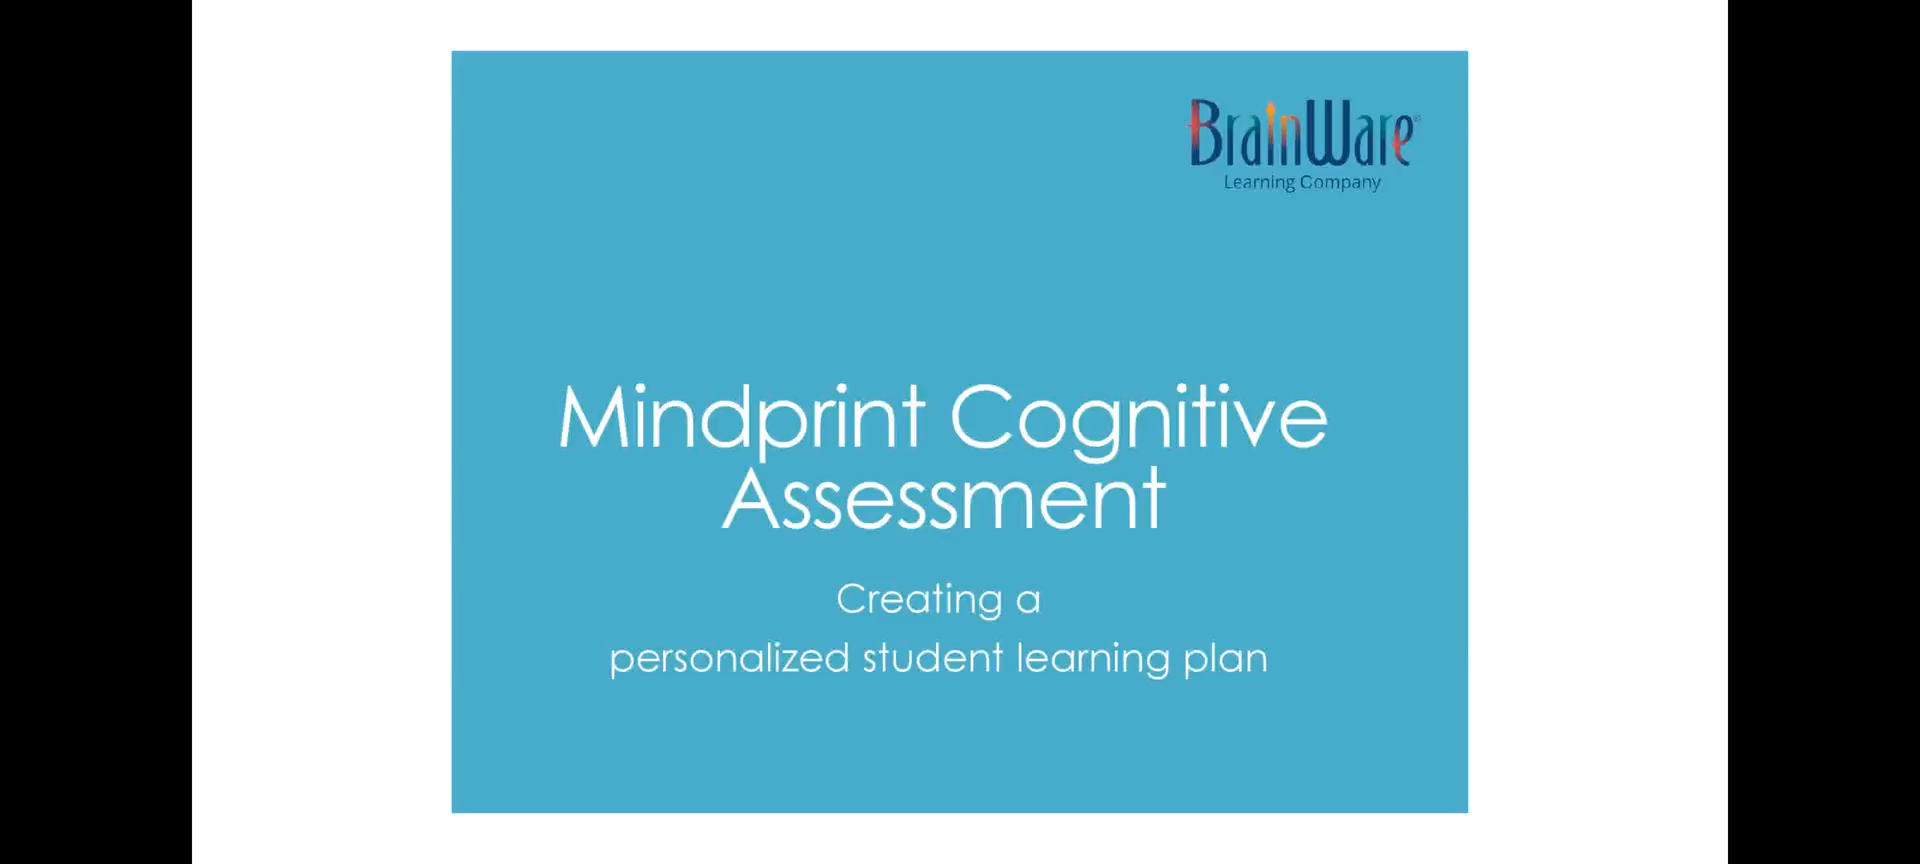 BrainWare®
Learning Company
Mindprint Cognitive
Assessment
Creating a
personalized student learning plan